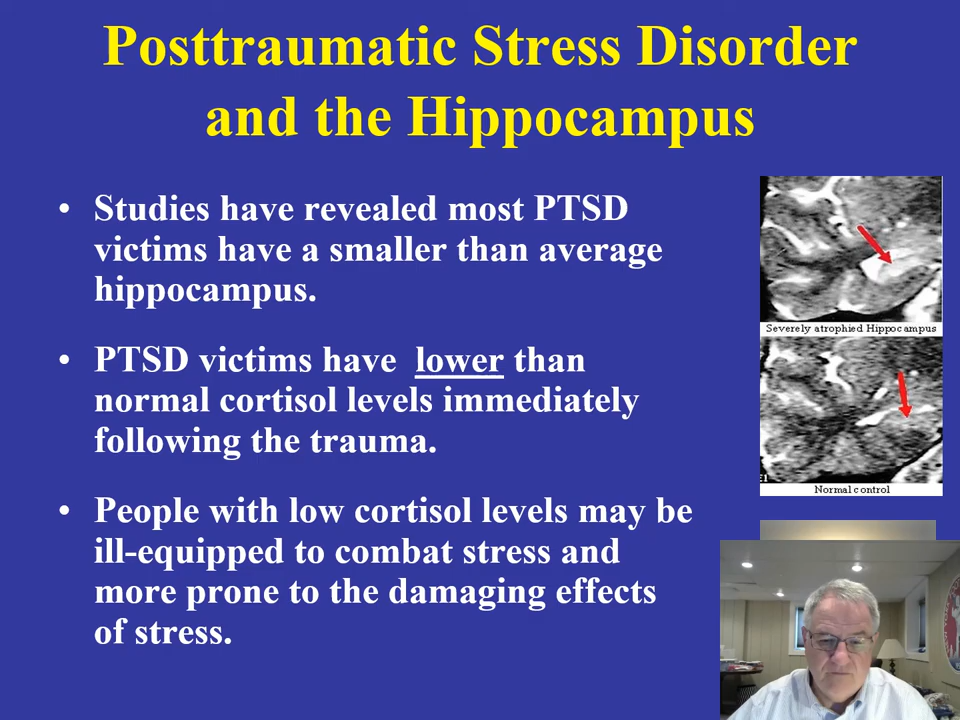 Posttraumatic Stress Disorder
and the Hippocampus
• Studies have revealed most PTSD
victims have a smaller than average
hippocampus.
• PTSD victims have lower than
normal cortisol levels immediately
following the trauma.
• People with low cortisol levels may be
ill-equipped to combat stress and
more prone to the damaging effects
of stress.
Severely atrophied Hippocampus
Normal control